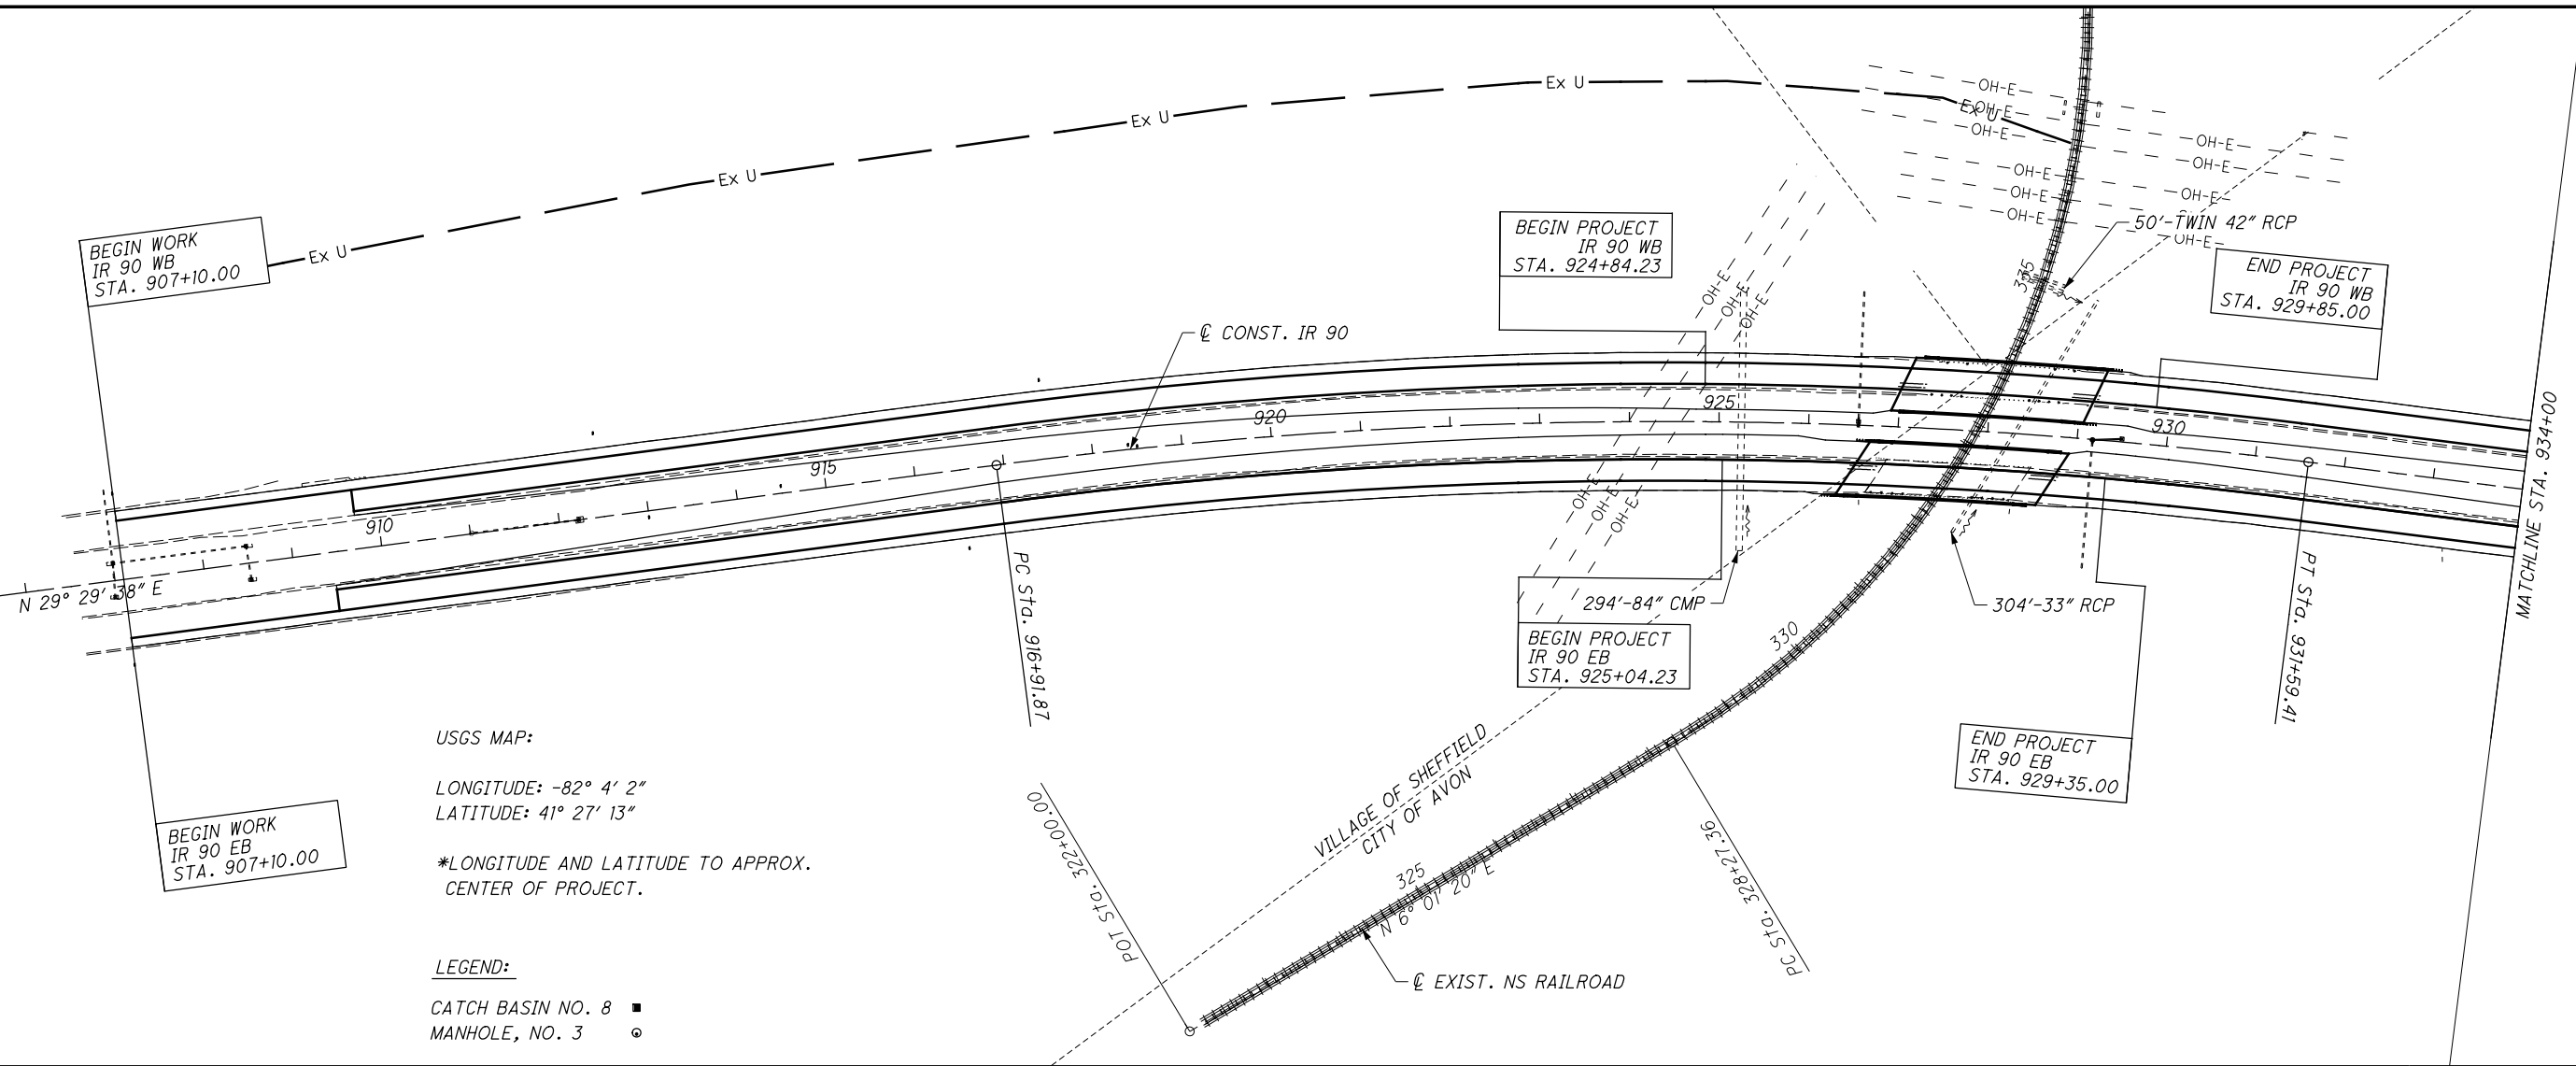 Ex U
Ex U
Ex U
Ex U
Ex U
OH-E
OH-E
OH-E
OH-E
OH-E
OH-E
OH-E
OH-E
OH-E
OH-E
OH-E
50'-TWIN 42" RCP
BEGIN WORK
IR 90 WB
STA. 907+10.00
BEGIN PROJECT
IR 90 WB
STA. 924+84.23
END PROJECT
IR 90 WB
STA. 929+85.00
335
OH-E
OH-E
OH-E
℄ CONST. IR 90
910
915
920
925
930
OH-E
OH-E
OH-E
N 29° 29' 38" E
PC Sta. 916+91.87
294'-84" CMP
304'-33" RCP
PT Sta. 931+59.41
MATCHLINE STA. 934+00
BEGIN PROJECT
IR 90 EB
STA. 925+04.23
330
END PROJECT
IR 90 EB
STA. 929+35.00
BEGIN WORK
IR 90 EB
STA. 907+10.00
USGS MAP:
LONGITUDE: -82° 4' 2"
LATITUDE: 41° 27' 13"
*LONGITUDE AND LATITUDE TO APPROX.
CENTER OF PROJECT.
VILLAGE OF SHEFFIELD
CITY OF AVON
POT Sta. 322+00.00
325
N 6° 01' 20" E
PC Sta. 328+27.36
℄ EXIST. NS RAILROAD
LEGEND:
CATCH BASIN NO. 8
MANHOLE, NO. 3